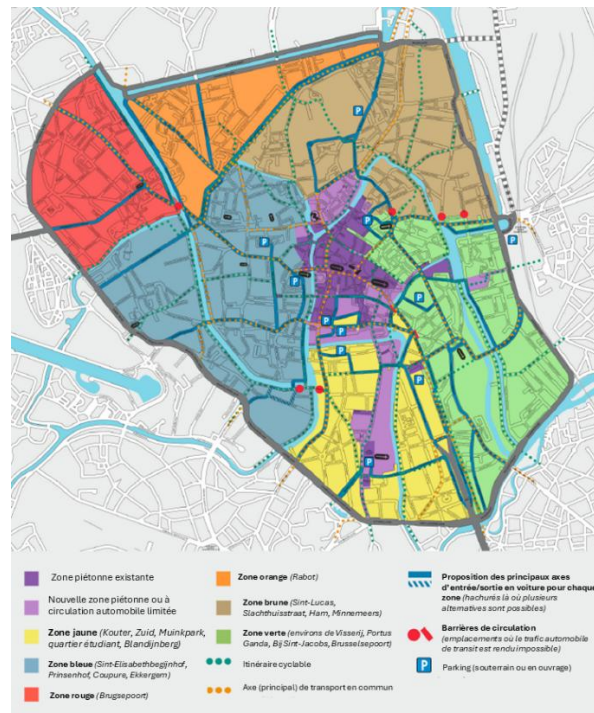 P
P
P
P
P
P
P
P
P
P
P
Zone piétonne existante
Nouvelle zone piétonne ou à
circulation automobile limitée
Zone jaune (Kouter, Zuid, Muinkpark,
quartier étudiant, Blandijnberg)
Zone bleue (Sint-Elisabethbegijnhof,
Prinsenhof, Coupure, Ekkergem)
Zone rouge (Brugsepoort)
Zone orange (Rabot)
Zone brune (Sint-Lucas,
Slachthuisstraat, Ham, Minnemeers)
Zone verte (environs de Visserij, Portus
Ganda, Bij Sint-Jacobs, Brusselsepoort)
Itinéraire cyclable
Axe (principal) de transport en commun
Proposition des principaux axes
d'entrée/sortie en voiture pour chaque
zone (hachurés là où plusieurs
alternatives sont possibles)
Barrières de circulation
(emplacements où le trafic automobile
de transit est rendu impossible)
P
Parking (souterrain ou en ouvrage)